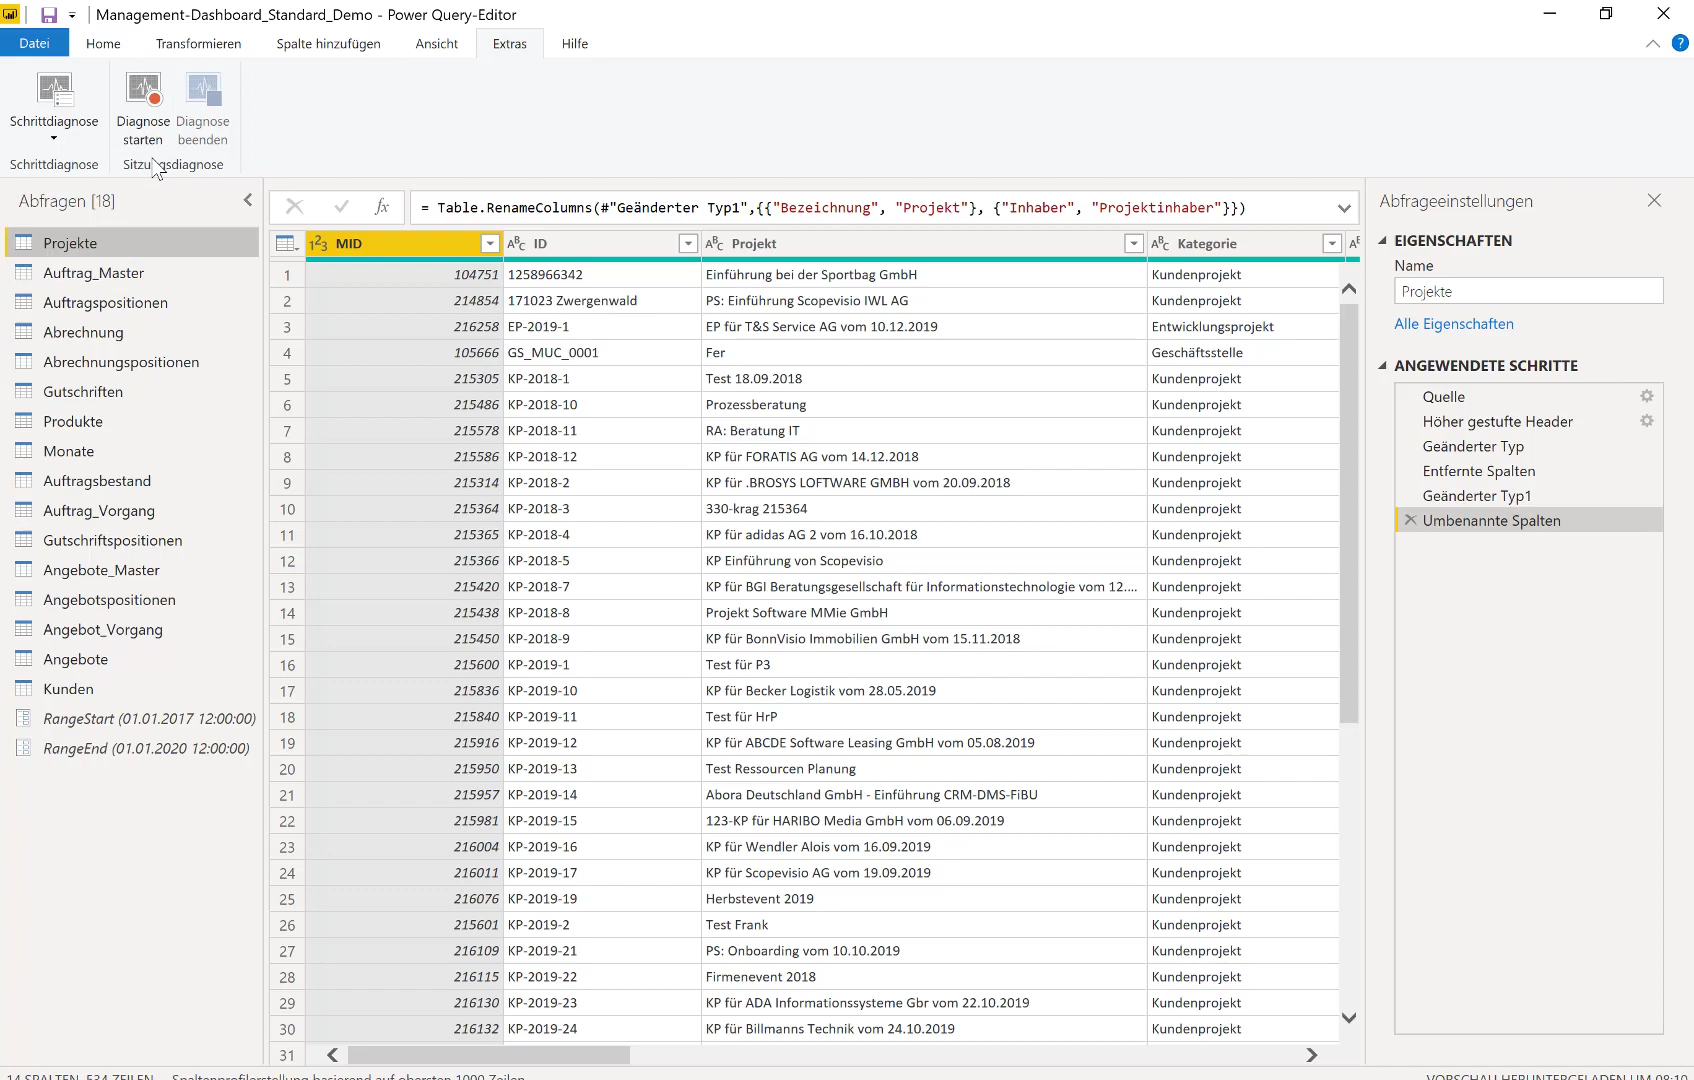 Management-Dashboard_Standard_Demo - Power Query-Editor
Datei Home Transformieren Spalte hinzufügen Ansicht Extras Hilfe
Schrittdiagnose
Diagnose starten
Diagnose beenden
Schrittdiagnose
Sitzungsdiagnose
Abfragen [18]
Projekte
Auftrag_Master
Auftragspositionen
Abrechnung
Abrechnungspositionen
Gutschriften
Produkte
Monate
Auftragsbestand
Auftrag_Vorgang
Gutschriftspositionen
Angebote_Master
Angebotspositionen
Angebot_Vorgang
Angebote
Kunden
RangeStart (01.01.2017 12:00:00)
RangeEnd (01.01.2020 12:00:00)
fx = Table.RenameColumns(#"Geänderter Typ1",{{"Bezeichnung", "Projekt"}, {"Inhaber", "Projektinhaber"}})
123 MID ABC ID ABC Projekt ABC Kategorie
1 104751 1258966342 Einführung bei der Sportbag GmbH Kundenprojekt
2 214854 171023 Zwergenwald PS: Einführung Scopevisio IWL AG Kundenprojekt
3 216258 EP-2019-1 EP für T&S Service AG vom 10.12.2019 Entwicklungsprojekt
4 105666 GS_MUC_0001 Fer Geschäftsstelle
5 215305 KP-2018-1 Test 18.09.2018 Kundenprojekt
6 215486 KP-2018-10 Prozessberatung Kundenprojekt
7 215578 KP-2018-11 RA: Beratung IT Kundenprojekt
8 215586 KP-2018-12 KP für FORATIS AG vom 14.12.2018 Kundenprojekt
9 215314 KP-2018-2 KP für .BROSYS LOFTWARE GMBH vom 20.09.2018 Kundenprojekt
10 215364 KP-2018-3 330-krag 215364 Kundenprojekt
11 215365 KP-2018-4 KP für adidas AG 2 vom 16.10.2018 Kundenprojekt
12 215366 KP-2018-5 KP Einführung von Scopevisio Kundenprojekt
13 215420 KP-2018-7 KP für BGI Beratungsgesellschaft für Informationstechnologie vom 12.... Kundenprojekt
14 215438 KP-2018-8 Projekt Software MMie GmbH Kundenprojekt
15 215450 KP-2018-9 KP für BonnVisio Immobilien GmbH vom 15.11.2018 Kundenprojekt
16 215600 KP-2019-1 Test für P3 Kundenprojekt
17 215836 KP-2019-10 KP für Becker Logistik vom 28.05.2019 Kundenprojekt
18 215840 KP-2019-11 Test für HrP Kundenprojekt
19 215916 KP-2019-12 KP für ABCDE Software Leasing GmbH vom 05.08.2019 Kundenprojekt
20 215950 KP-2019-13 Test Ressourcen Planung Kundenprojekt
21 215957 KP-2019-14 Abora Deutschland GmbH - Einführung CRM-DMS-FiBU Kundenprojekt
22 215981 KP-2019-15 123-KP für HARIBO Media GmbH vom 06.09.2019 Kundenprojekt
23 216004 KP-2019-16 KP für Wendler Alois vom 16.09.2019 Kundenprojekt
24 216011 KP-2019-17 KP für Scopevisio AG vom 19.09.2019 Kundenprojekt
25 216076 KP-2019-19 Herbstevent 2019 Kundenprojekt
26 215601 KP-2019-2 Test Frank Kundenprojekt
27 216109 KP-2019-21 PS: Onboarding vom 10.10.2019 Kundenprojekt
28 216115 KP-2019-22 Firmenevent 2018 Kundenprojekt
29 216130 KP-2019-23 KP für ADA Informationssysteme Gbr vom 22.10.2019 Kundenprojekt
30 216132 KP-2019-24 KP für Billmanns Technik vom 24.10.2019 Kundenprojekt
31
Abfrageeinstellungen
EIGENSCHAFTEN
Name
Projekte
Alle Eigenschaften
ANGEWENDETE SCHRITTE
Quelle
Höher gestufte Header
Geänderter Typ
Entfernte Spalten
Geänderter Typ1
Umbenannte Spalten
14 SPALTEN, 534 ZEILEN Spaltenprofilerstellung basierend auf obersten 1000 Zeilen
VORSCHAU HERUNTERGELADEN UM 08:10